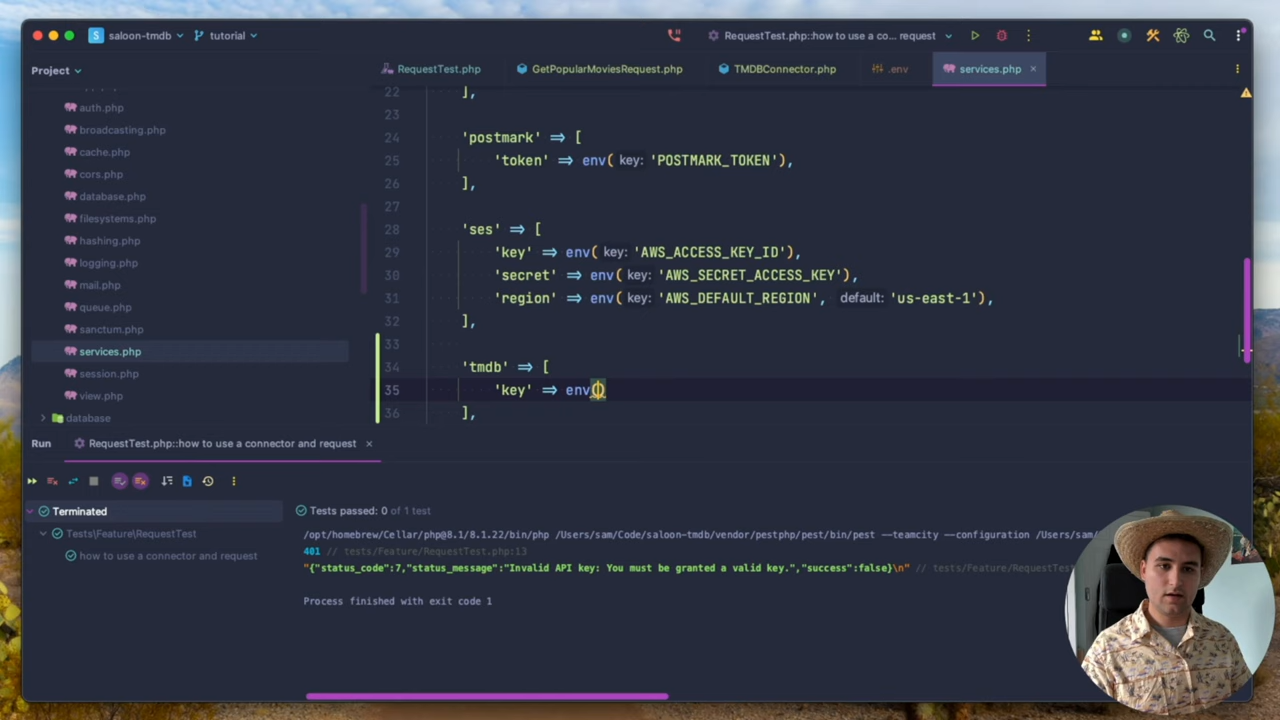 S saloon-tmdb tutorial RequestTest.php::how to use a co... request
Project RequestTest.php GetPopularMoviesRequest.php TMDBConnector.php .env services.php
auth.php
broadcasting.php
cache.php
cors.php
database.php
filesystems.php
hashing.php
logging.php
mail.php
queue.php
sanctum.php
services.php
session.php
view.php
database
22 ],
23
24 'postmark' => [
25 'token' => env( key: 'POSTMARK_TOKEN'),
26 ],
27
28 'ses' => [
29 'key' => env( key: 'AWS_ACCESS_KEY_ID'),
30 'secret' => env( key: 'AWS_SECRET_ACCESS_KEY'),
31 'region' => env( key: 'AWS_DEFAULT_REGION', default: 'us-east-1'),
32 ],
33
34 'tmdb' => [
35 'key' => env()
36 ],
Run RequestTest.php::how to use a connector and request
Terminated
Tests\Feature\RequestTest
how to use a connector and request
Tests passed: 0 of 1 test
/opt/homebrew/Cellar/php@8.1/8.1.22/bin/php /Users/sam/Code/saloon-tmdb/vendor/pestphp/pest/bin/pest --teamcity --configuration /Users/sam/
401 // tests/Feature/RequestTest.php:13
"{"status_code":7,"status_message":"Invalid API key: You must be granted a valid key.","success":false}\n" // tests/Feature/RequestTest
Process finished with exit code 1